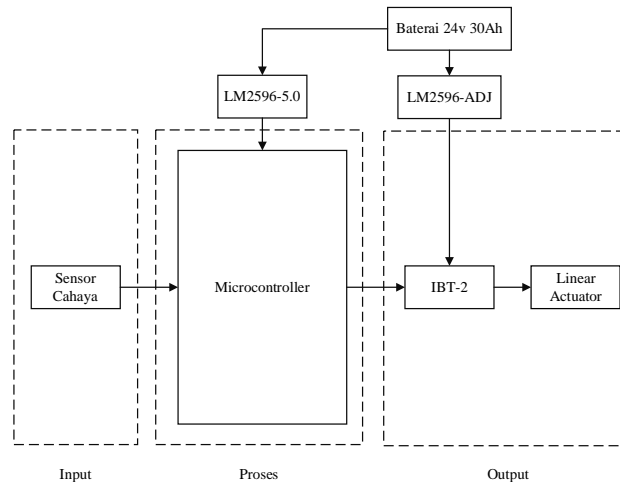 Baterai 24v 30Ah
LM2596-5.0
LM2596-ADJ
Sensor
Cahaya
Microcontroller
IBT-2
Linear
Actuator
Input
Proses
Output